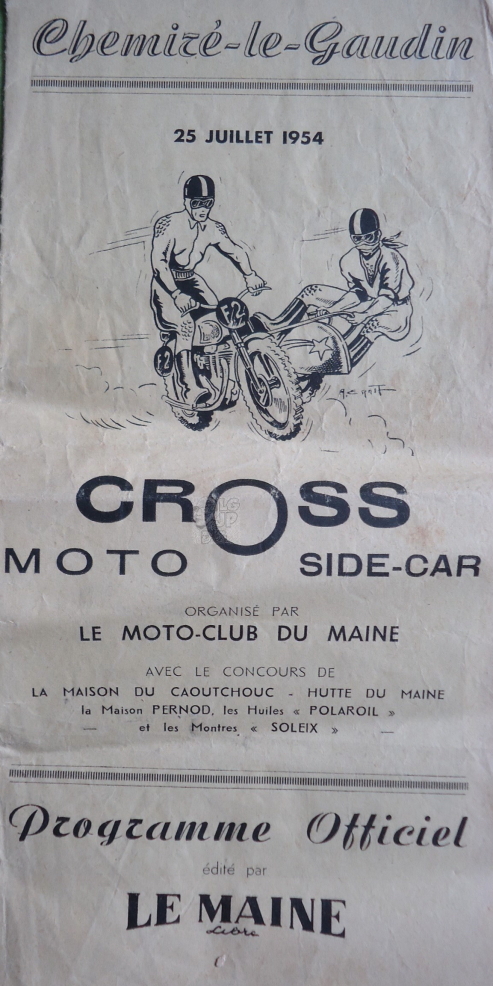 Chemiré-le-Gaudin
25 JUILLET 1954
F2
F2
CROSS
MOTO SIDE-CAR
ORGANISÉ PAR
LE MOTO-CLUB DU MAINE
AVEC LE CONCOURS DE
LA MAISON DU CAOUTCHOUC - HUTTE DU MAINE
la Maison PERNOD, les Huiles « POLAROIL »
— et les Montres « SOLEIX » —
Programme Officiel
édité par
LE MAINE
Libre